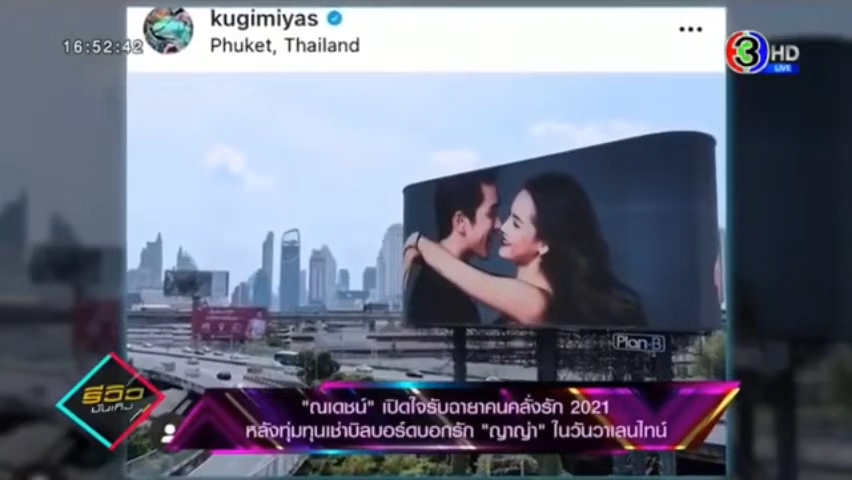 kugimiyas
16:52:42
Phuket, Thailand
3 HD
LIVE
Plan-B
รีวิว
บันเทิง
"ณเดชน์" เปิดใจรับฉายาคนคลั่งรัก 2021
หลังทุ่มทุนเช่าบิลบอร์ดบอกรัก "ญาญ่า" ในวันวาเลนไทน์